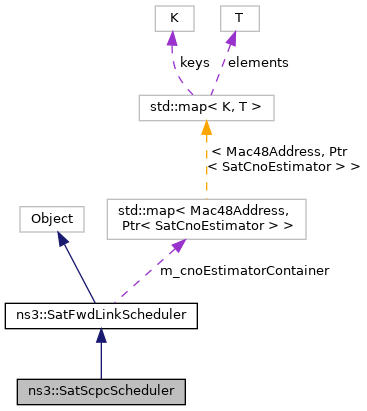 K
T
keys
elements
std::map< K, T >
< Mac48Address, Ptr
< SatCnoEstimator > >
Object
std::map< Mac48Address,
Ptr< SatCnoEstimator > >
m_cnoEstimatorContainer
ns3::SatFwdLinkScheduler
ns3::SatScpcScheduler